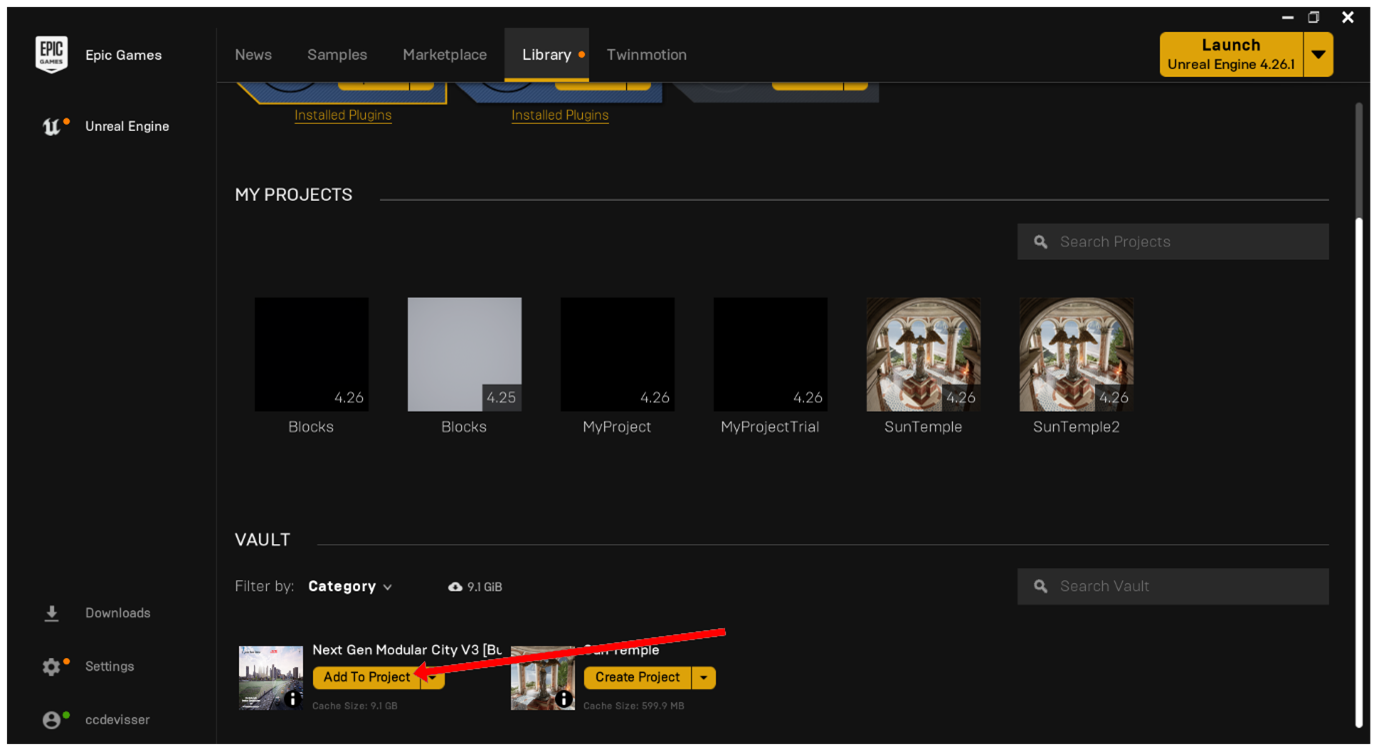 EPIC
GAMES
Epic Games
News
Samples
Marketplace
Library
Twinmotion
Launch
Unreal Engine 4.26.1
Unreal Engine
Installed Plugins
Installed Plugins
MY PROJECTS
Search Projects
4.26
4.25
4.26
4.26
4.26
4.26
Blocks
Blocks
MyProject
MyProjectTrial
SunTemple
SunTemple2
VAULT
Filter by:
Category
9.1 GiB
Search Vault
Downloads
Settings
ccdevisser
Next Gen Modular City V3 [Bu
Add To Project
Cache Size: 9.1 GB
Sun Temple
Create Project
Cache Size: 599.9 MB